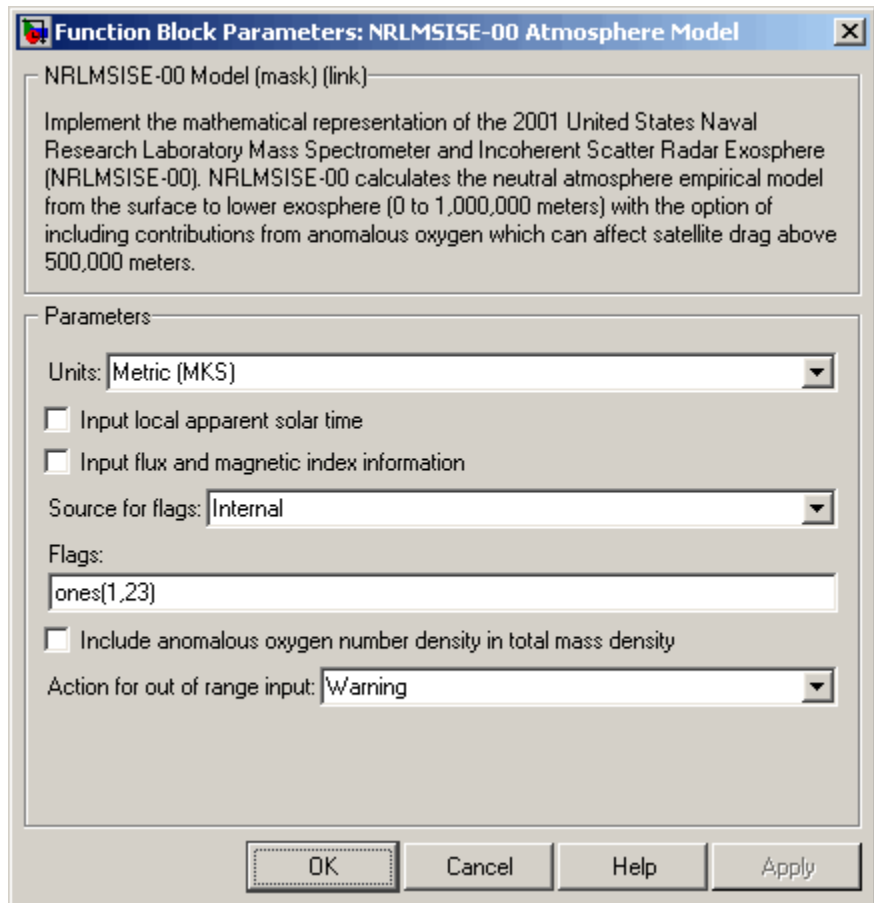 Function Block Parameters: NRLMSISE-00 Atmosphere Model
NRLMSISE-00 Model (mask) (link)
Implement the mathematical representation of the 2001 United States Naval
Research Laboratory Mass Spectrometer and Incoherent Scatter Radar Exosphere
(NRLMSISE-00). NRLMSISE-00 calculates the neutral atmosphere empirical model
from the surface to lower exosphere (0 to 1,000,000 meters) with the option of
including contributions from anomalous oxygen which can affect satellite drag above
500,000 meters.
Parameters
Units: Metric (MKS)
Input local apparent solar time
Input flux and magnetic index information
Source for flags: Internal
Flags:
ones(1,23)
Include anomalous oxygen number density in total mass density
Action for out of range input: Warning
OK Cancel Help Apply